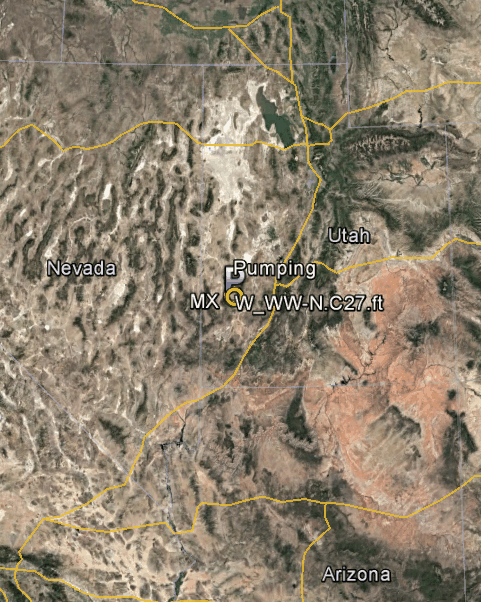 Utah
Nevada
Pumping
MX W_WW-N.C27.ft
Arizona